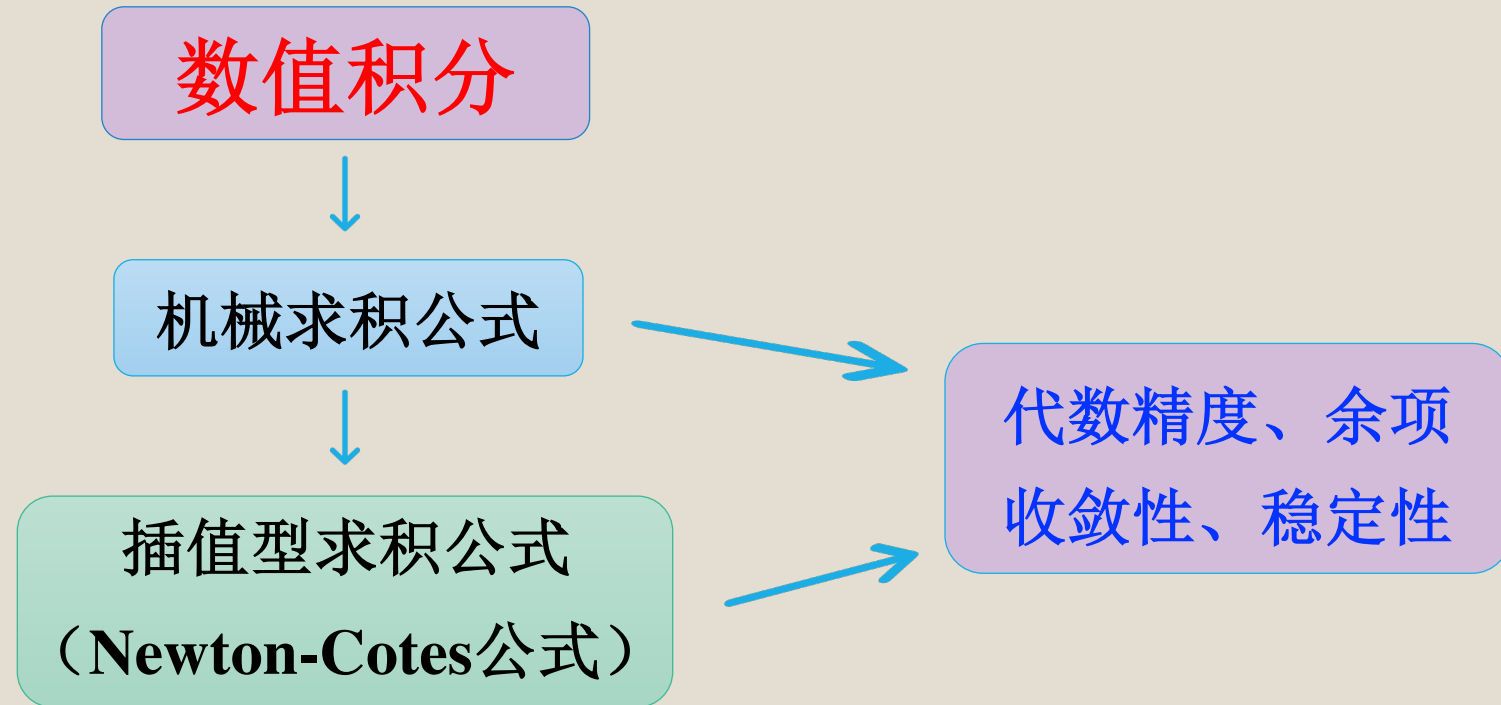 数值积分
机械求积公式
代数精度、余项
收敛性、稳定性
插值型求积公式
（Newton-Cotes公式）